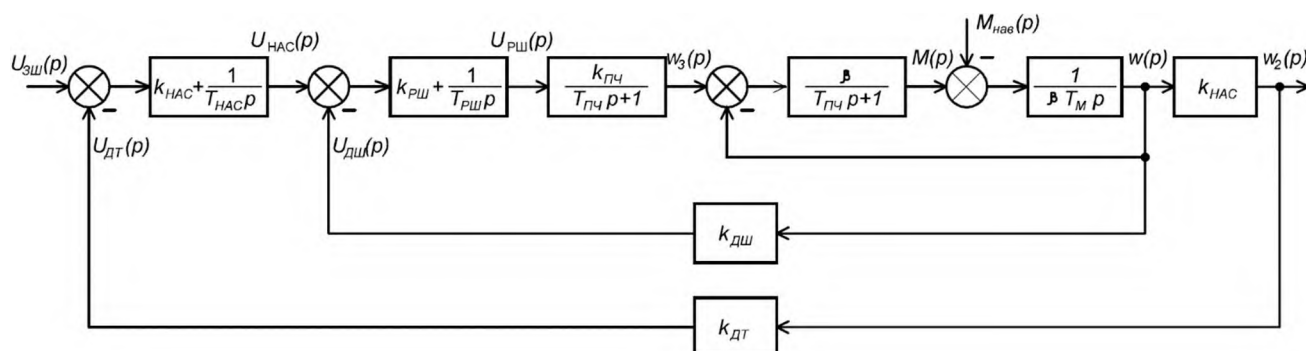 U_ЗШ(p)
k_НАС + 1/(T_НАС p)
U_НАС(p)
k_РШ + 1/(T_РШ p)
U_РШ(p)
k_ПЧ/(T_ПЧ p+1)
w_3(p)
β/(T_ПЧ p+1)
M(p)
M_нав(p)
1/(β T_М p)
w(p)
k_НАС
w_2(p)
U_ДТ(p)
U_ДШ(p)
k_ДШ
k_ДТ